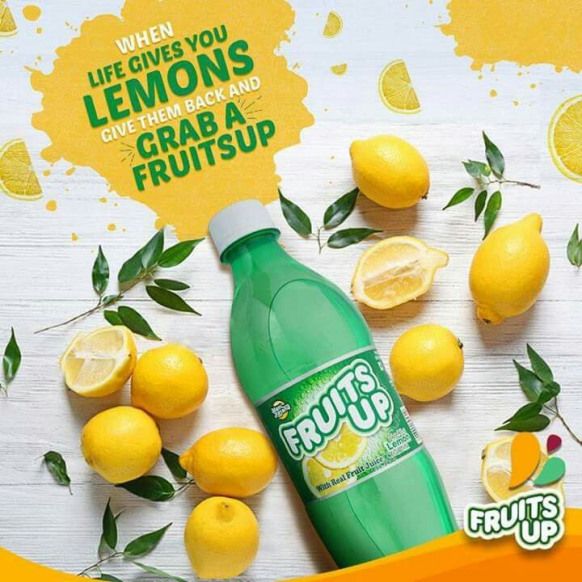 WHEN
LIFE GIVES YOU
LEMONS
GIVE THEM BACK AND
GRAB A
FRUITSUP
FRUITS
UP
Lemon
With Real Fruit Juice
FRUITS
UP